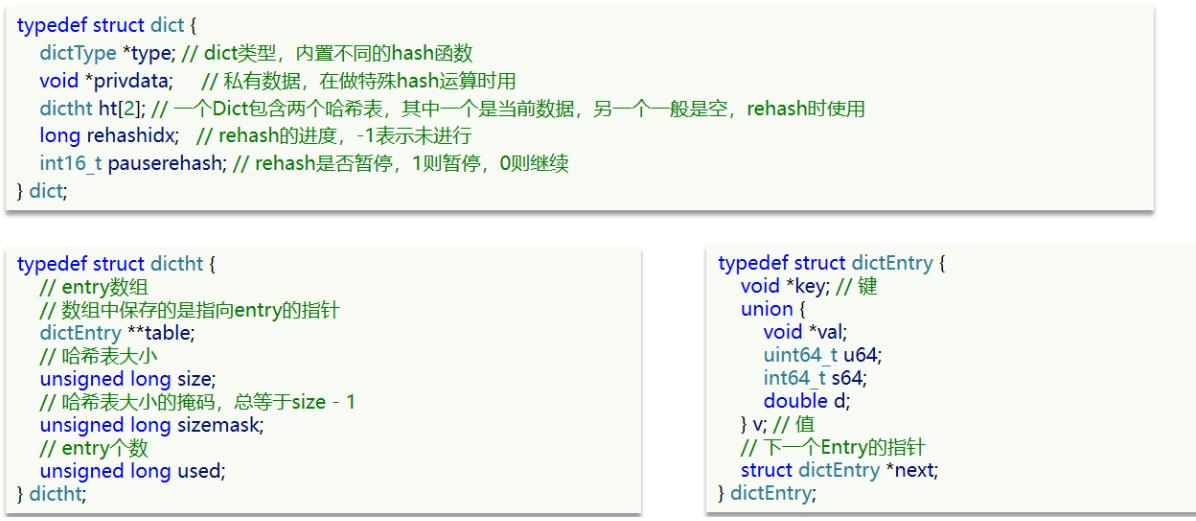 typedef struct dict {
dictType *type; // dict类型，内置不同的hash函数
void *privdata; // 私有数据，在做特殊hash运算时用
dictht ht[2]; // 一个Dict包含两个哈希表，其中一个是当前数据，另一个一般是空，rehash时使用
long rehashidx; // rehash的进度，-1表示未进行
int16_t pauserehash; // rehash是否暂停，1则暂停，0则继续
} dict;
typedef struct dictht {
// entry数组
// 数组中保存的是指向entry的指针
dictEntry **table;
// 哈希表大小
unsigned long size;
// 哈希表大小的掩码，总等于size - 1
unsigned long sizemask;
// entry个数
unsigned long used;
} dictht;
typedef struct dictEntry {
void *key; // 键
union {
void *val;
uint64_t u64;
int64_t s64;
double d;
} v; // 值
// 下一个Entry的指针
struct dictEntry *next;
} dictEntry;